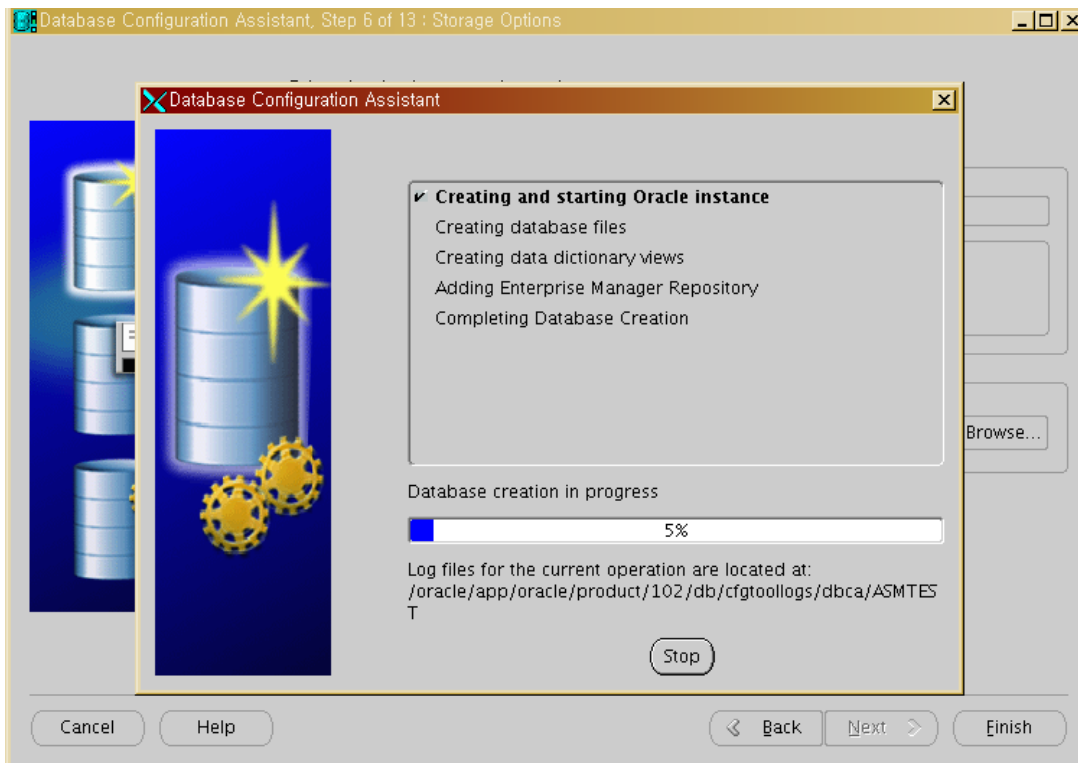 Database Configuration Assistant, Step 6 of 13 : Storage Options
Database Configuration Assistant
Creating and starting Oracle instance
Creating database files
Creating data dictionary views
Adding Enterprise Manager Repository
Completing Database Creation
Database creation in progress
5%
Log files for the current operation are located at:
/oracle/app/oracle/product/102/db/cfgtoollogs/dbca/ASMTES
T
Stop
Browse...
Cancel
Help
Back
Next
Finish